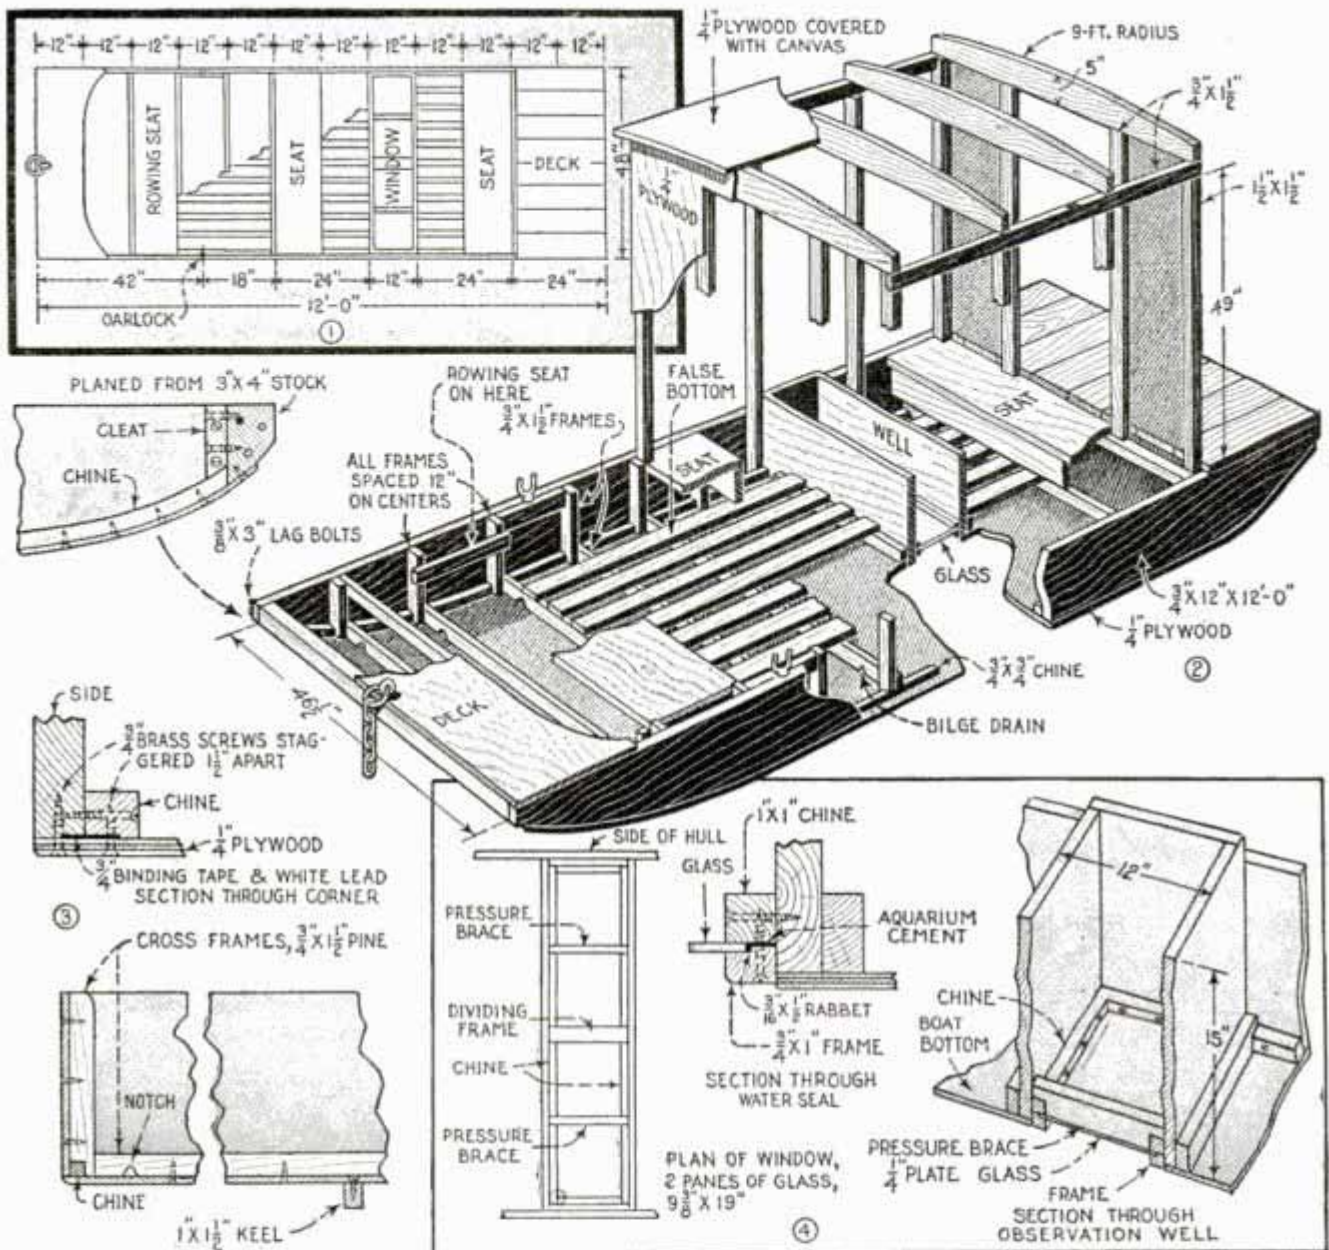 12" 12" 12" 12" 12" 12" 12" 12" 12" 12" 12" 12"
ROWING SEAT
SEAT
WINDOW
SEAT
DECK
48"
42" 18" 24" 12" 24" 24"
12'-0"
OARLOCK
①
1/4" PLYWOOD COVERED
WITH CANVAS
9-FT. RADIUS
5"
3/4" X 1 1/2"
1 1/2" X 1 1/2"
1/2"
PLYWOOD
49"
PLANED FROM 3" X 4" STOCK
CLEAT
CHINE
ROWING SEAT
ON HERE
3/4" X 1 1/2" FRAMES
FALSE
BOTTOM
ALL FRAMES
SPACED 12"
ON CENTERS
3/8" X 3" LAG BOLTS
SEAT
WELL
SEAT
GLASS
3/4" X 12" X 12'-0"
1/4" PLYWOOD
②
3/4" X 3/4" CHINE
BILGE DRAIN
DECK
SIDE
3/4" BRASS SCREWS STAG-
GERED 1 1/2" APART
CHINE
1/4" PLYWOOD
3/4" BINDING TAPE & WHITE LEAD
SECTION THROUGH CORNER
③
CROSS FRAMES, 3/4" X 1 1/2" PINE
NOTCH
CHINE
1" X 1 1/2" KEEL
SIDE OF HULL
PRESSURE
BRACE
DIVIDING
FRAME
CHINE
PRESSURE
BRACE
1" X 1" CHINE
GLASS
AQUARIUM
CEMENT
3/16" X 1/2" RABBET
3/4" X 1" FRAME
SECTION THROUGH
WATER SEAL
PLAN OF WINDOW,
2 PANES OF GLASS,
9 3/8" X 19"
④
12"
CHINE
BOAT
BOTTOM
15"
PRESSURE BRACE
1/4" PLATE GLASS
FRAME
SECTION THROUGH
OBSERVATION WELL